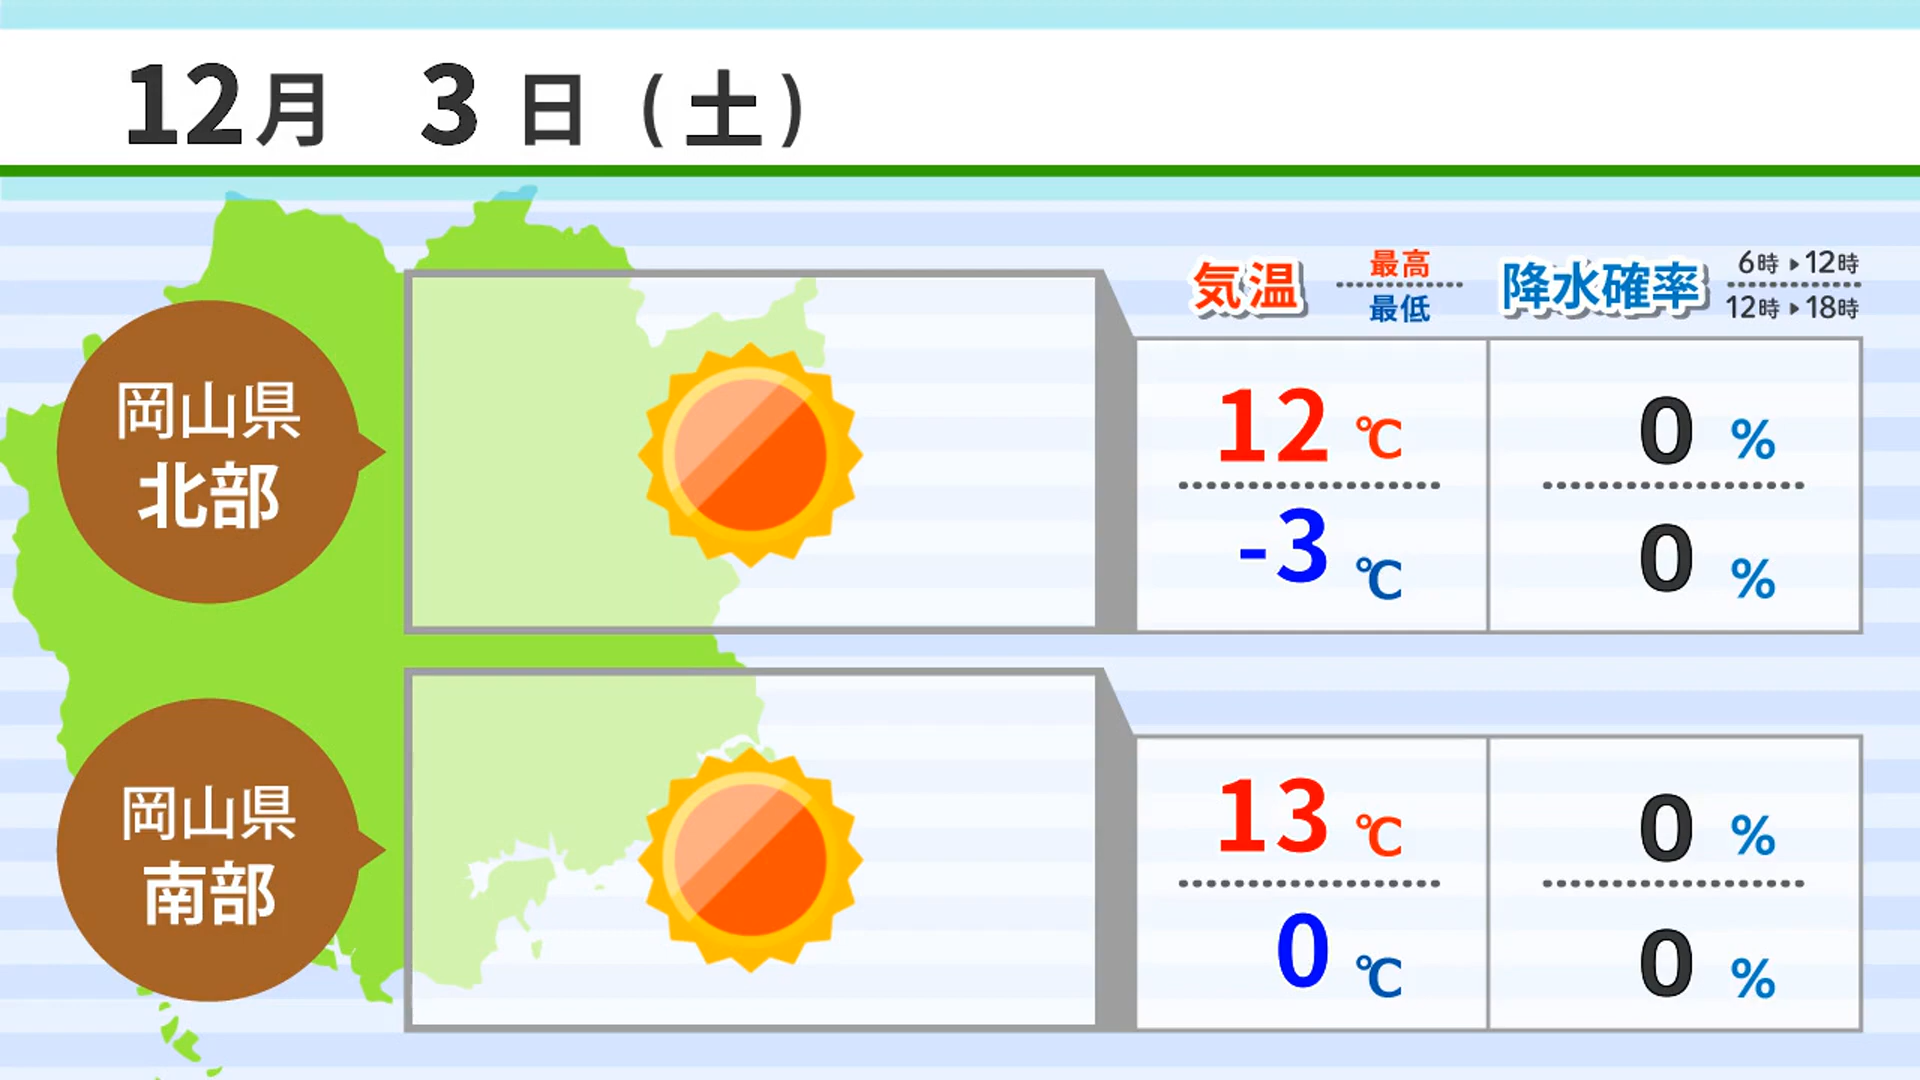 12月 3日(土)
気温 最高 最低
降水確率 6時▶12時 12時▶18時
岡山県
北部
12℃ 0%
-3℃ 0%
岡山県
南部
13℃ 0%
0℃ 0%